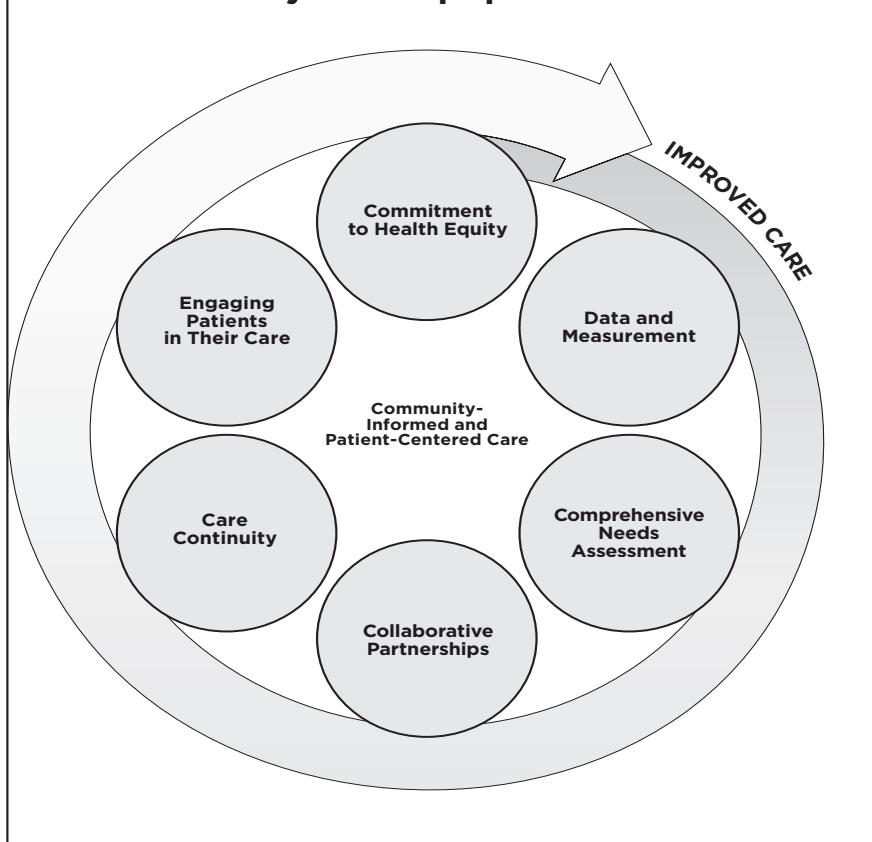 IMPROVED CARE
Commitment
to Health Equity
Data and
Measurement
Comprehensive
Needs
Assessment
Collaborative
Partnerships
Care
Continuity
Engaging
Patients
in Their Care
Community-
Informed and
Patient-Centered Care